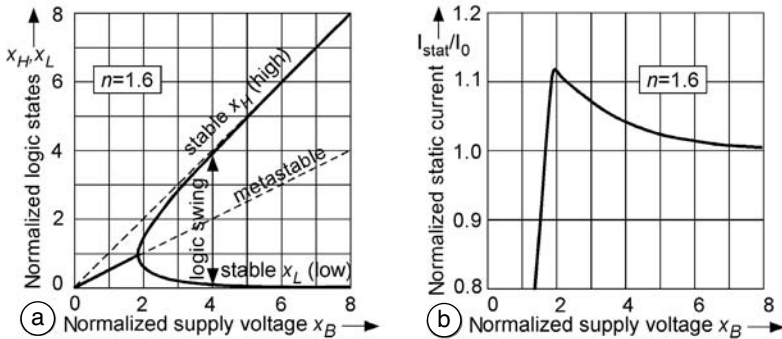 8
x_H, x_L
6
4
2
0
Normalized logic states
n=1.6
stable x_H (high)
metastable
logic swing
stable x_L (low)
0 2 4 6 8
a Normalized supply voltage x_B
1.2
I_stat/I_0
1.1
1.0
0.9
0.8
Normalized static current
n=1.6
0 2 4 6 8
b Normalized supply voltage x_B